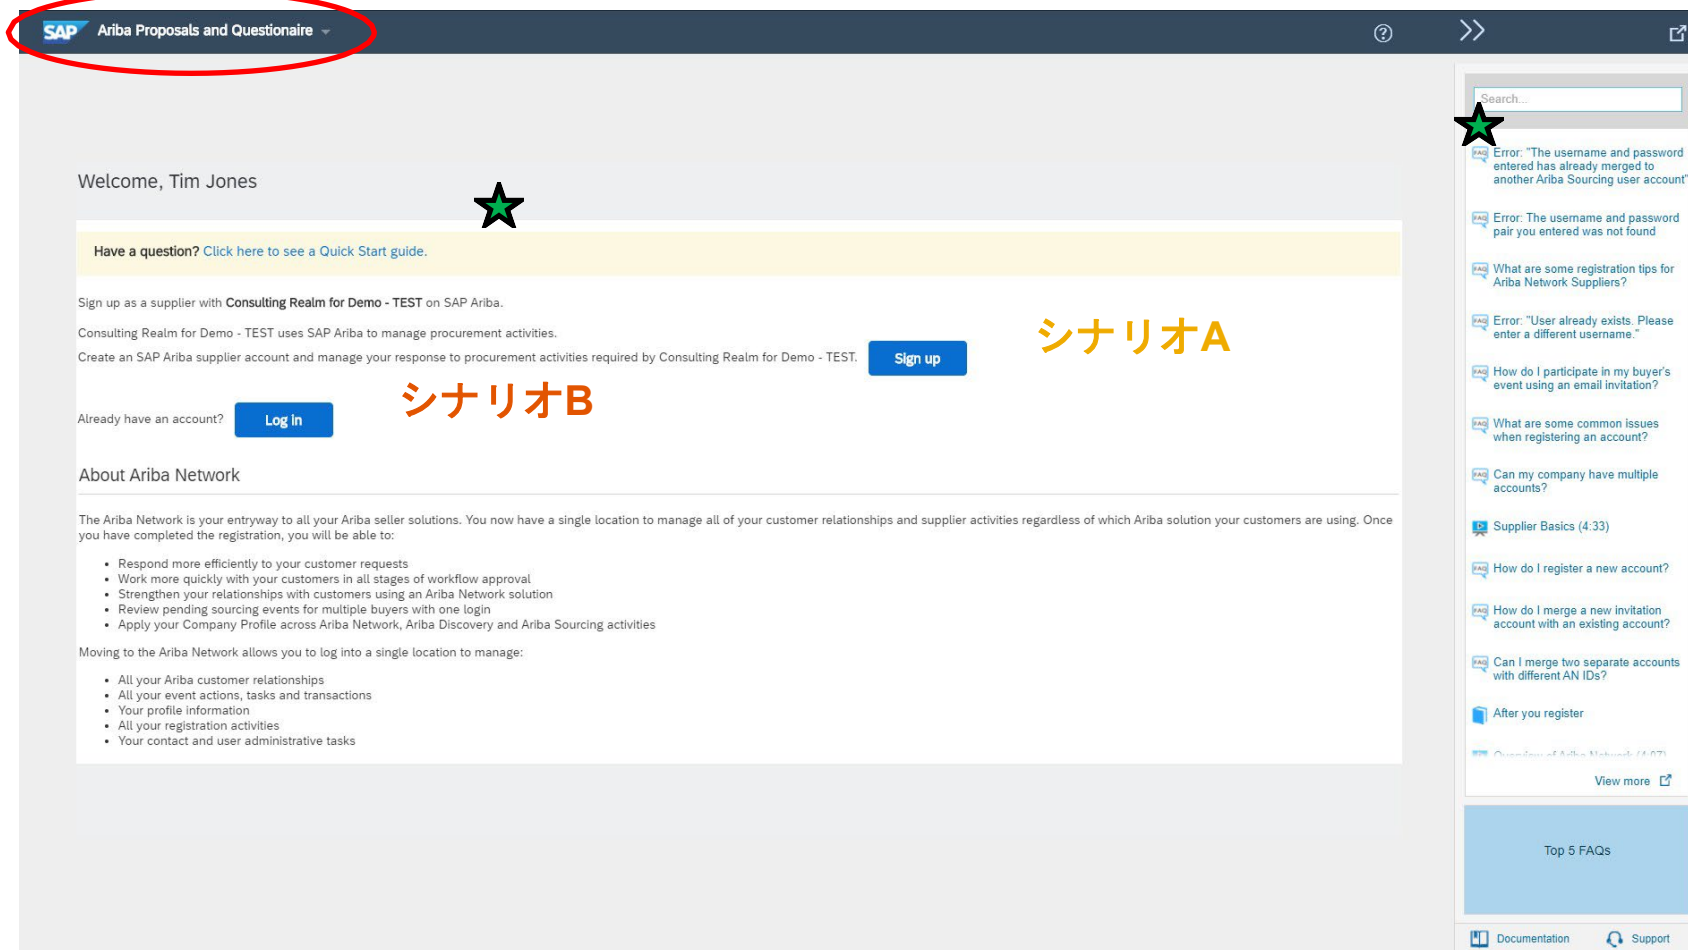 SAP Ariba Proposals and Questionaire
Search...
FAQ Error: "The username and password
entered has already merged to
another Ariba Sourcing user account"
FAQ Error: The username and password
pair you entered was not found
FAQ What are some registration tips for
Ariba Network Suppliers?
FAQ Error: "User already exists. Please
enter a different username."
FAQ How do I participate in my buyer's
event using an email invitation?
FAQ What are some common issues
when registering an account?
FAQ Can my company have multiple
accounts?
Supplier Basics (4:33)
FAQ How do I register a new account?
FAQ How do I merge a new invitation
account with an existing account?
FAQ Can I merge two separate accounts
with different AN IDs?
After you register
Overview of Ariba Network (4:07)
View more
Top 5 FAQs
Documentation Support
Welcome, Tim Jones
Have a question? Click here to see a Quick Start guide.
Sign up as a supplier with Consulting Realm for Demo - TEST on SAP Ariba.
Consulting Realm for Demo - TEST uses SAP Ariba to manage procurement activities.
シナリオA
Create an SAP Ariba supplier account and manage your response to procurement activities required by Consulting Realm for Demo - TEST. Sign up
シナリオB
Already have an account? Log in
About Ariba Network
The Ariba Network is your entryway to all your Ariba seller solutions. You now have a single location to manage all of your customer relationships and supplier activities regardless of which Ariba solution your customers are using. Once
you have completed the registration, you will be able to:
• Respond more efficiently to your customer requests
• Work more quickly with your customers in all stages of workflow approval
• Strengthen your relationships with customers using an Ariba Network solution
• Review pending sourcing events for multiple buyers with one login
• Apply your Company Profile across Ariba Network, Ariba Discovery and Ariba Sourcing activities
Moving to the Ariba Network allows you to log into a single location to manage:
• All your Ariba customer relationships
• All your event actions, tasks and transactions
• Your profile information
• All your registration activities
• Your contact and user administrative tasks